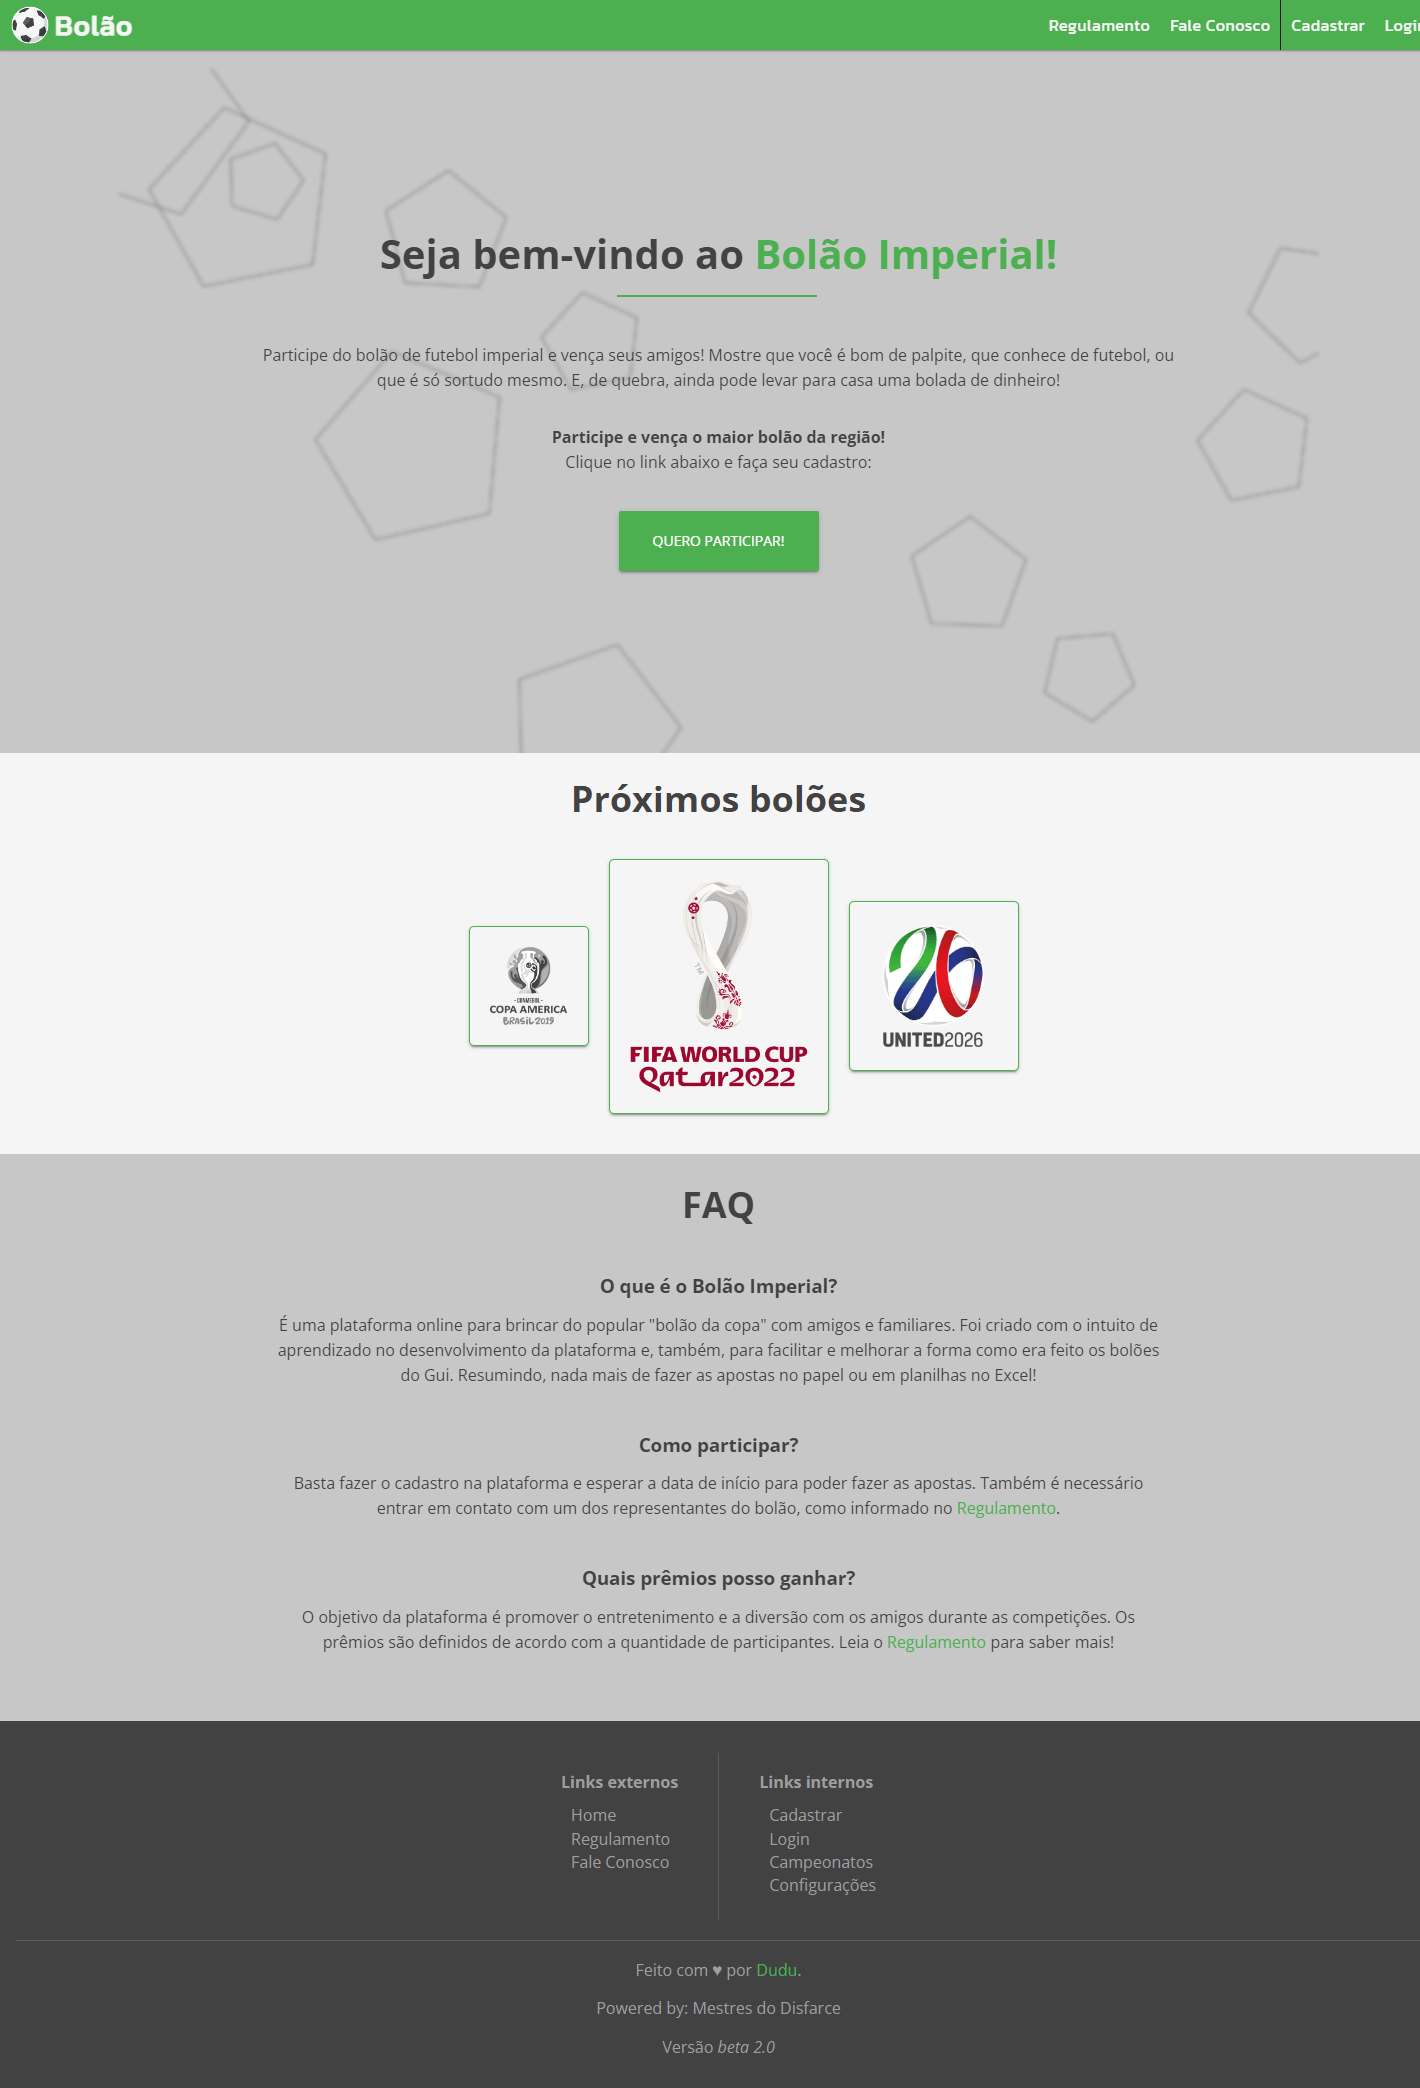 Bolão
Regulamento
Fale Conosco
Cadastrar
Login
Seja bem-vindo ao Bolão Imperial!
Participe do bolão de futebol imperial e vença seus amigos! Mostre que você é bom de palpite, que conhece de futebol, ou
que é só sortudo mesmo. E, de quebra, ainda pode levar para casa uma bolada de dinheiro!
Participe e vença o maior bolão da região!
Clique no link abaixo e faça seu cadastro:
QUERO PARTICIPAR!
Próximos bolões
- CONMEBOL -
COPA AMERICA
BRASIL 2019
TM
FIFA WORLD CUP
Qatar2022
26
UNITED2026
FAQ
O que é o Bolão Imperial?
É uma plataforma online para brincar do popular "bolão da copa" com amigos e familiares. Foi criado com o intuito de
aprendizado no desenvolvimento da plataforma e, também, para facilitar e melhorar a forma como era feito os bolões
do Gui. Resumindo, nada mais de fazer as apostas no papel ou em planilhas no Excel!
Como participar?
Basta fazer o cadastro na plataforma e esperar a data de início para poder fazer as apostas. Também é necessário
entrar em contato com um dos representantes do bolão, como informado no Regulamento.
Quais prêmios posso ganhar?
O objetivo da plataforma é promover o entretenimento e a diversão com os amigos durante as competições. Os
prêmios são definidos de acordo com a quantidade de participantes. Leia o Regulamento para saber mais!
Links externos
Home
Regulamento
Fale Conosco
Links internos
Cadastrar
Login
Campeonatos
Configurações
Feito com ♥ por Dudu.
Powered by: Mestres do Disfarce
Versão beta 2.0